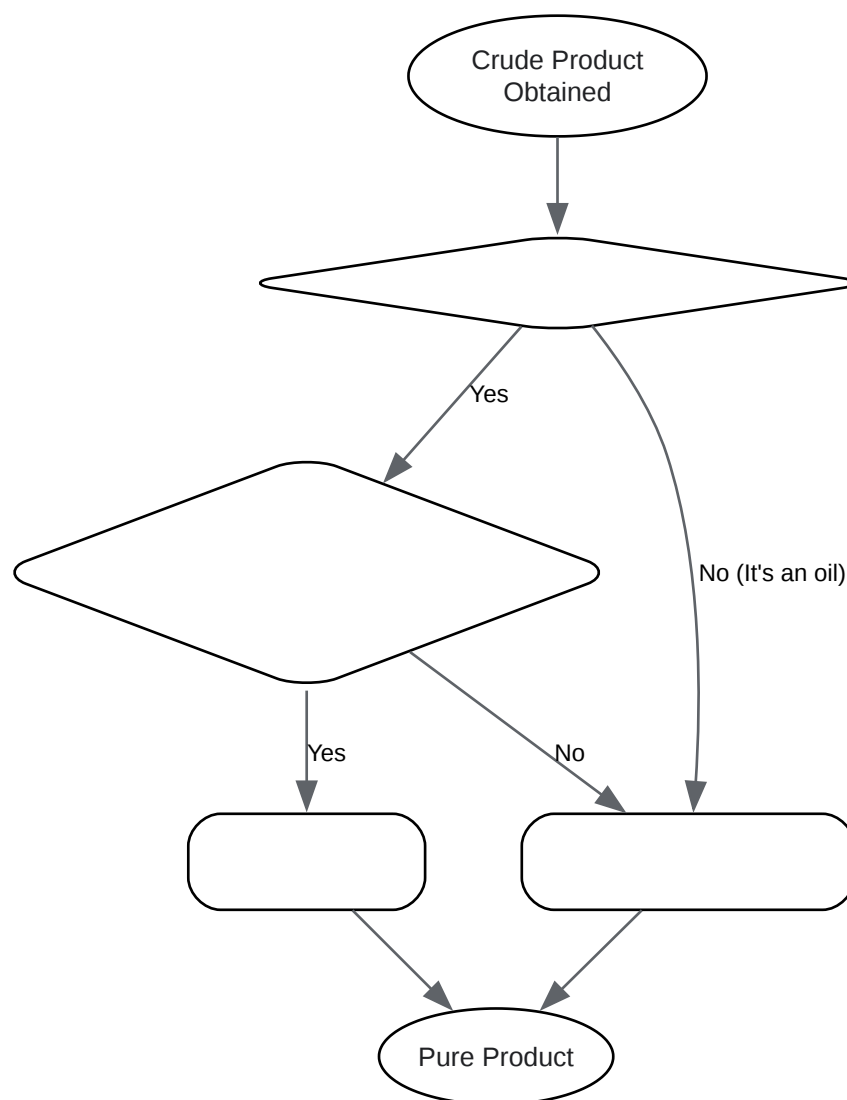 Crude Product
Obtained
Yes
No (It's an oil)
Yes
No
Pure Product